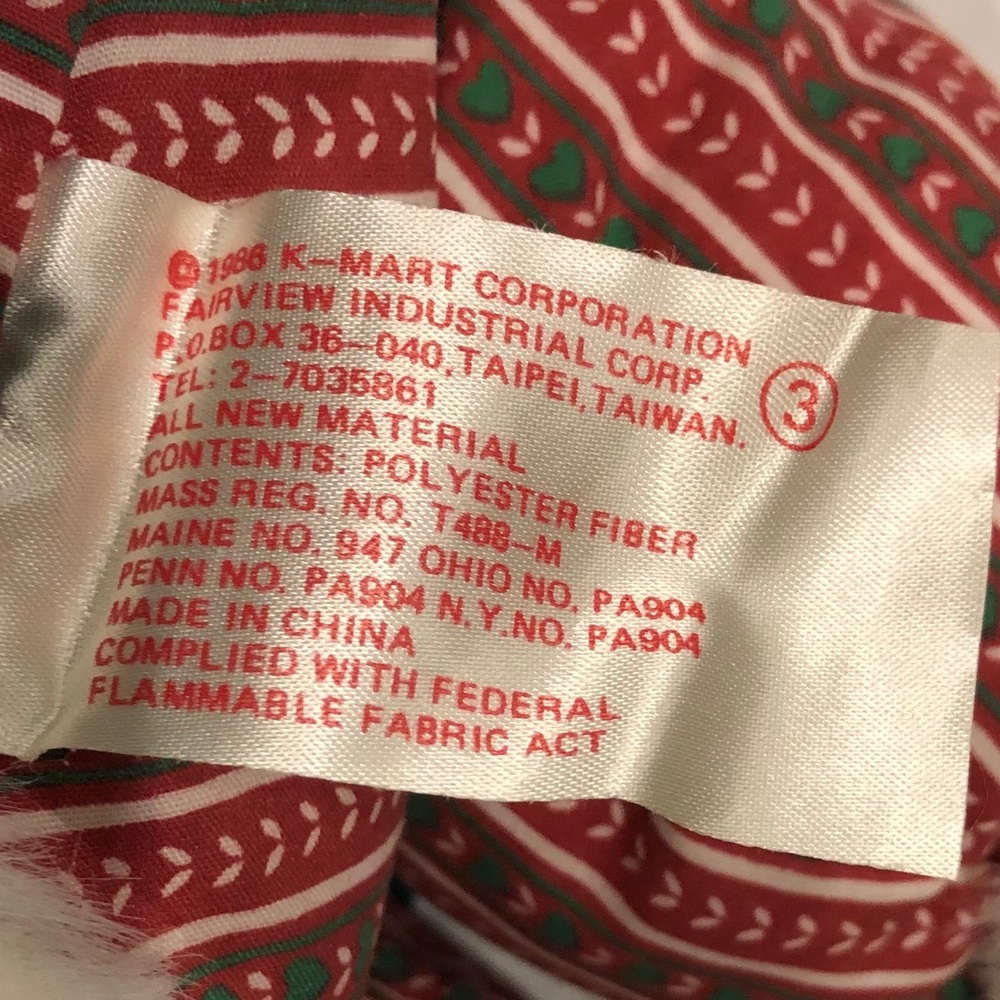 © 1986 K-MART CORPORATION
FAIRVIEW INDUSTRIAL CORP.
P.O.BOX 36-040,TAIPEI,TAIWAN.
TEL: 2-7035861
ALL NEW MATERIAL
CONTENTS: POLYESTER FIBER
MASS REG. NO. T488-M
MAINE NO. 947 OHIO NO. PA904
PENN NO. PA904 N.Y.NO. PA904
MADE IN CHINA
COMPLIED WITH FEDERAL
FLAMMABLE FABRIC ACT
3